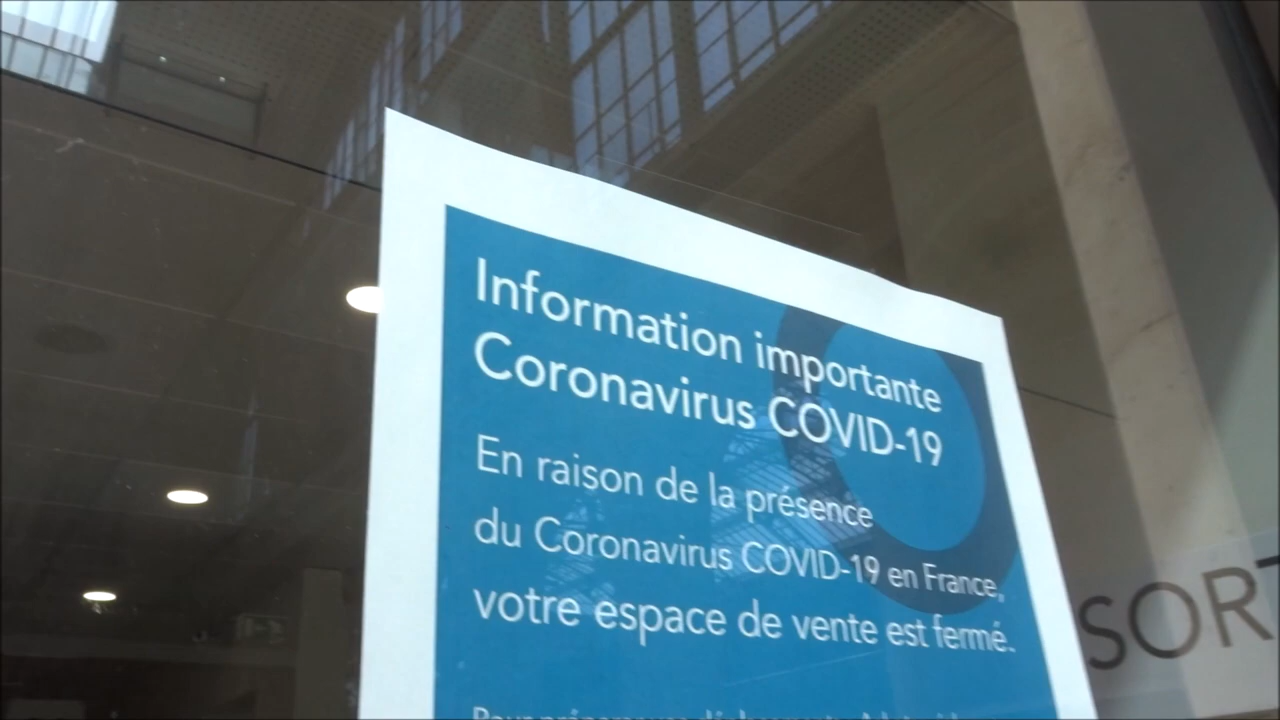 Information importante
Coronavirus COVID-19
En raison de la présence
du Coronavirus COVID-19 en France,
votre espace de vente est fermé.
SORT